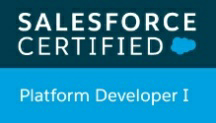 SALESFORCE
CERTIFIED
Platform Developer I